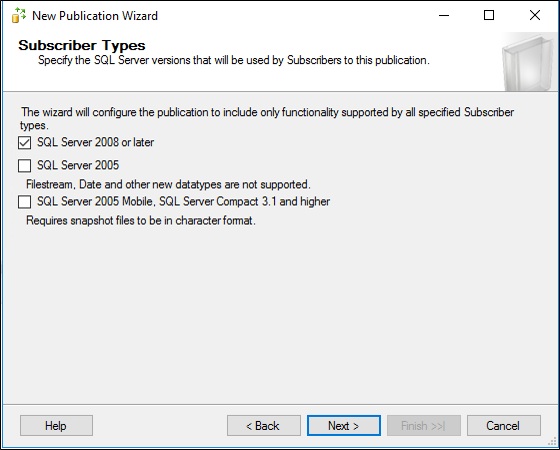 New Publication Wizard
Subscriber Types
Specify the SQL Server versions that will be used by Subscribers to this publication.
The wizard will configure the publication to include only functionality supported by all specified Subscriber
types.
SQL Server 2008 or later
SQL Server 2005
Filestream, Date and other new datatypes are not supported.
SQL Server 2005 Mobile, SQL Server Compact 3.1 and higher
Requires snapshot files to be in character format.
Help
< Back
Next >
Finish >>|
Cancel